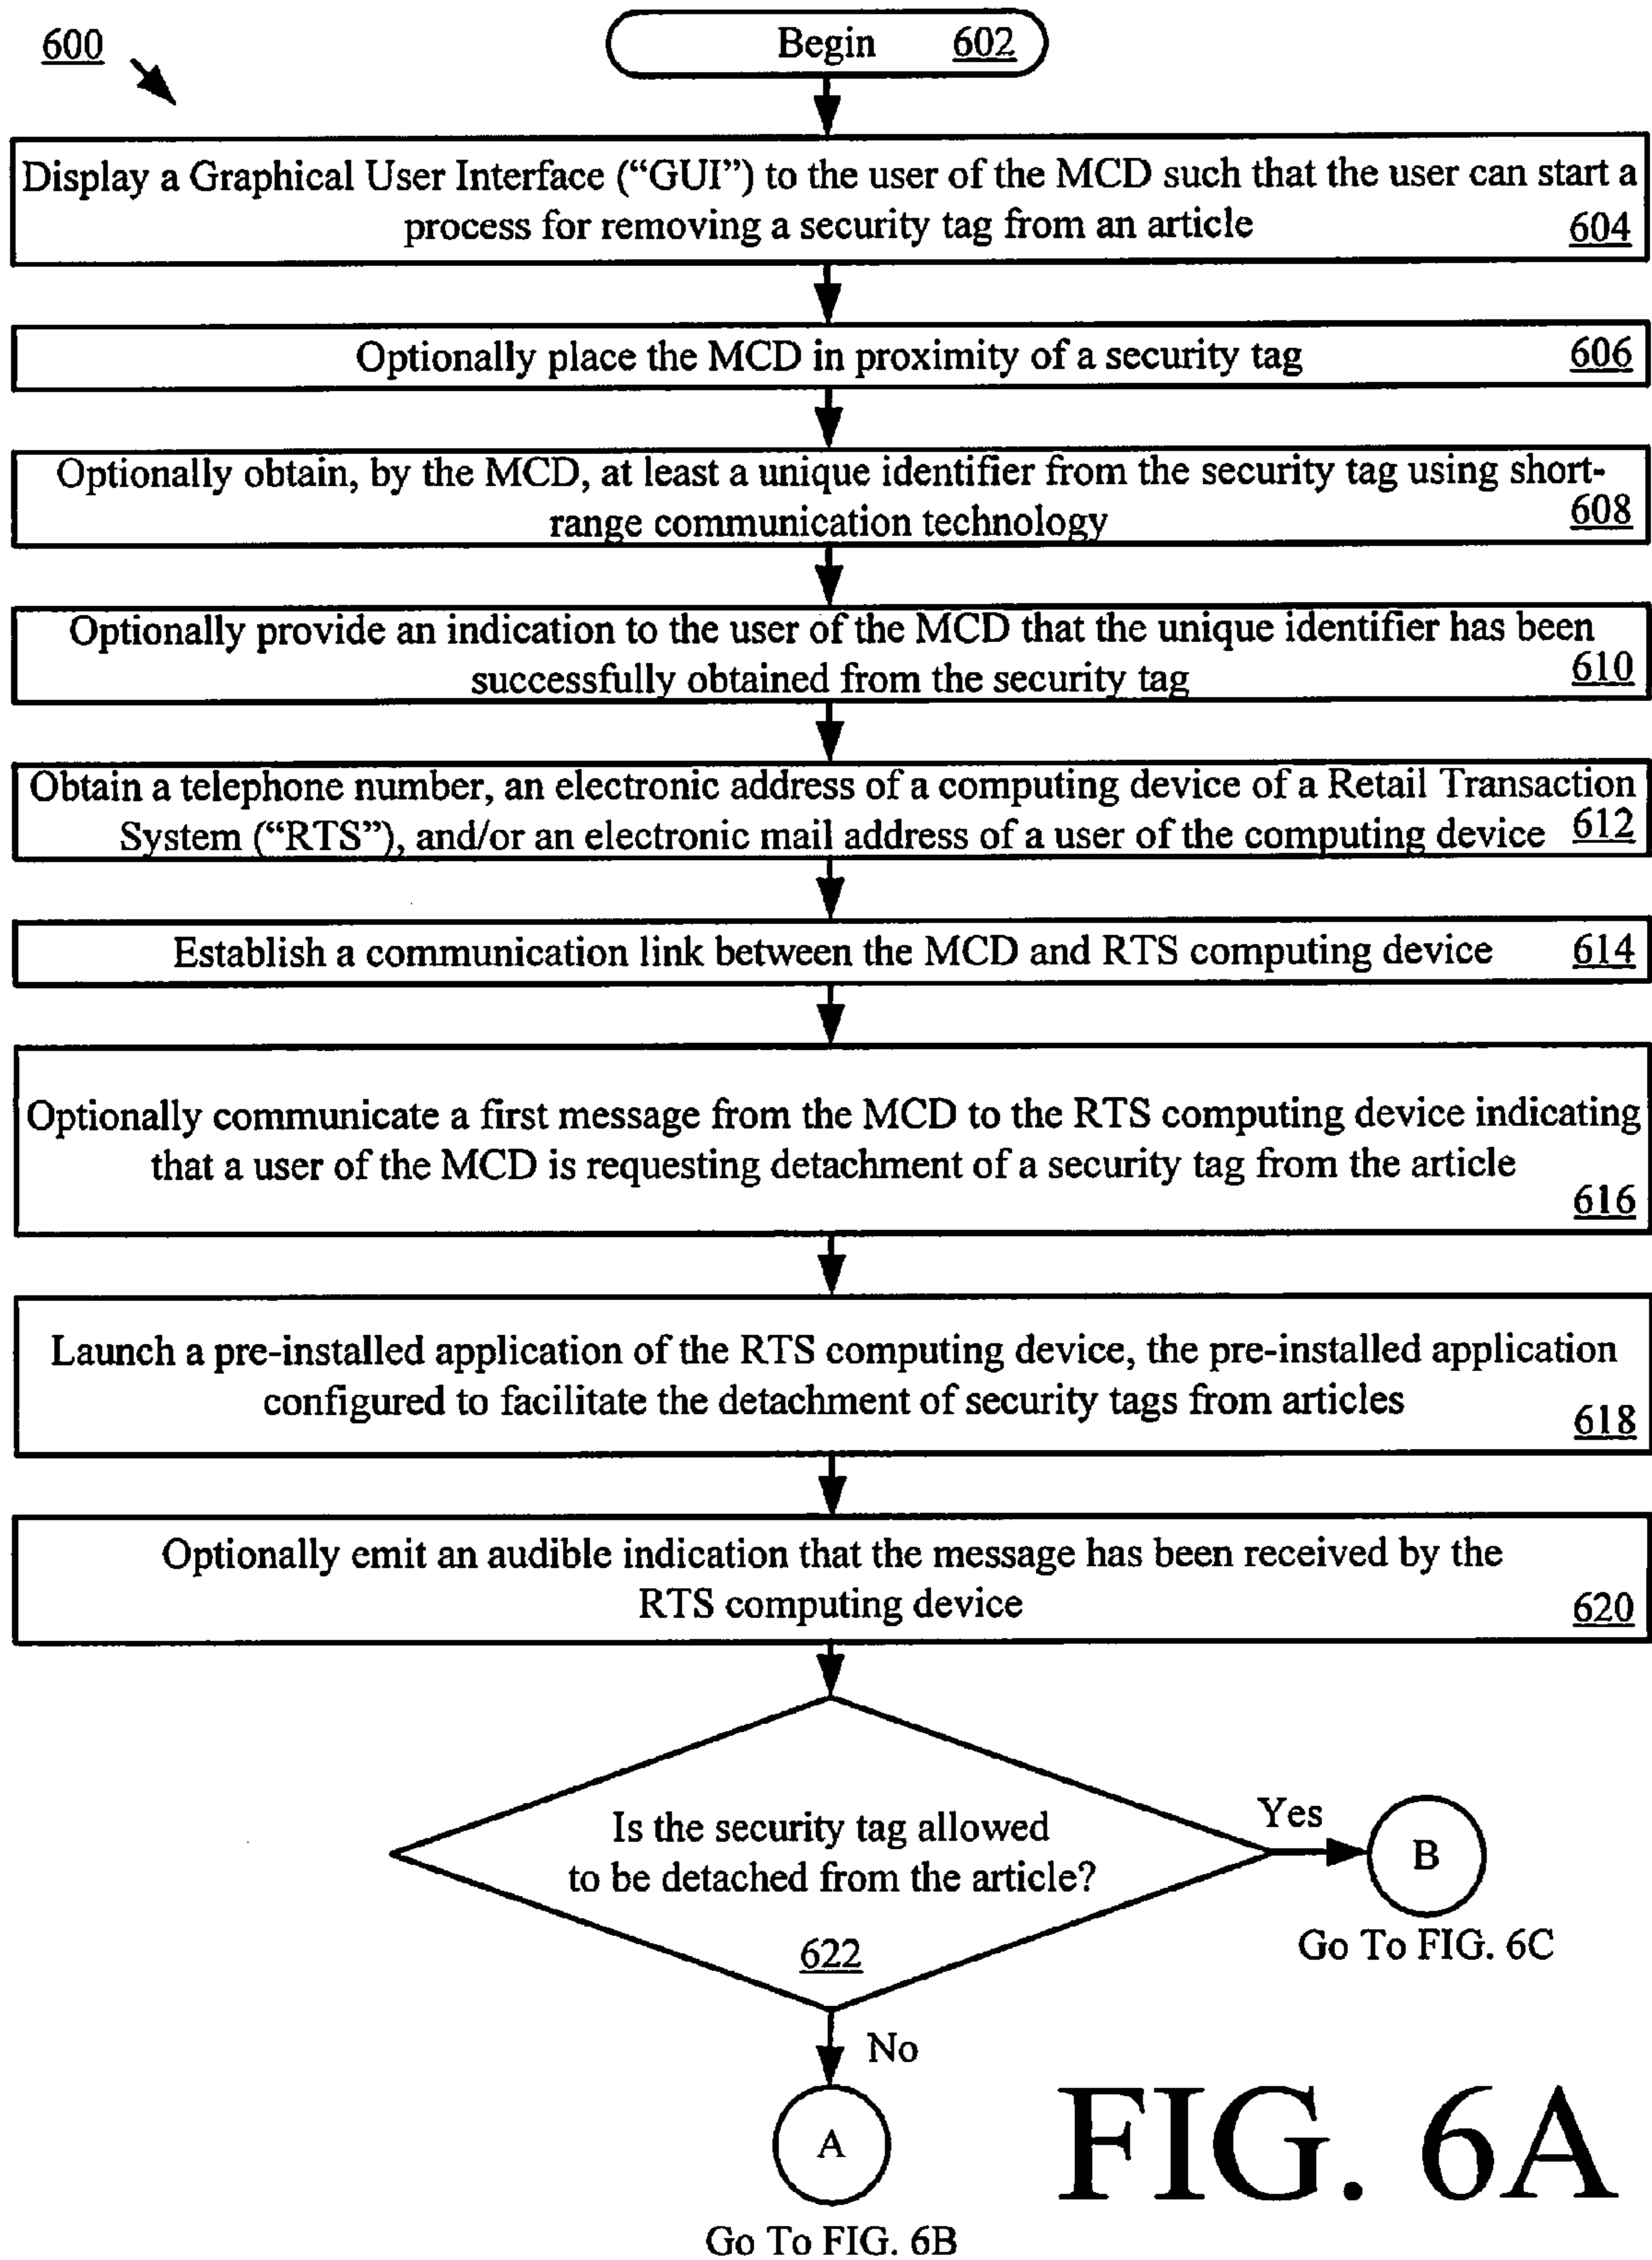 600
Begin 602
Display a Graphical User Interface (“GUI”) to the user of the MCD such that the user can start a
process for removing a security tag from an article 604
Optionally place the MCD in proximity of a security tag 606
Optionally obtain, by the MCD, at least a unique identifier from the security tag using short-
range communication technology 608
Optionally provide an indication to the user of the MCD that the unique identifier has been
successfully obtained from the security tag 610
Obtain a telephone number, an electronic address of a computing device of a Retail Transaction
System (“RTS”), and/or an electronic mail address of a user of the computing device 612
Establish a communication link between the MCD and RTS computing device 614
Optionally communicate a first message from the MCD to the RTS computing device indicating
that a user of the MCD is requesting detachment of a security tag from the article
616
Launch a pre-installed application of the RTS computing device, the pre-installed application
configured to facilitate the detachment of security tags from articles
618
Optionally emit an audible indication that the message has been received by the
RTS computing device 620
Is the security tag allowed
to be detached from the article?
622
Yes
B
Go To FIG. 6C
No
A
Go To FIG. 6B
FIG. 6A